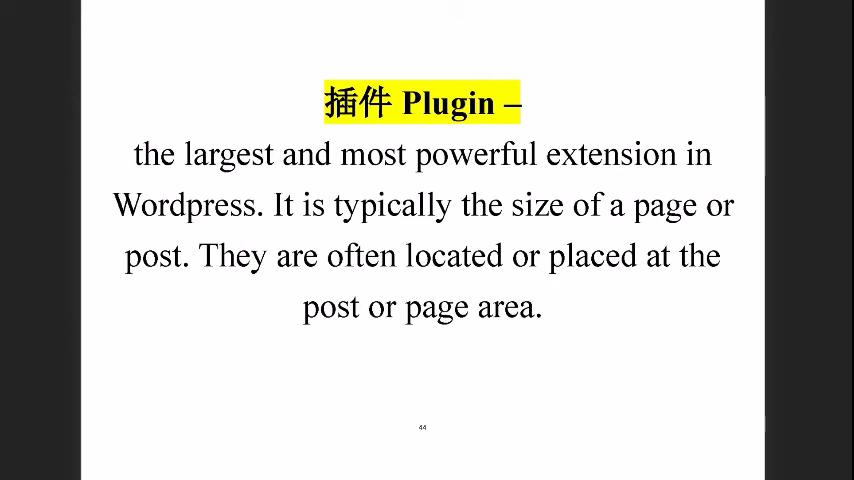 插件 Plugin –
the largest and most powerful extension in
Wordpress. It is typically the size of a page or
post. They are often located or placed at the
post or page area.
44